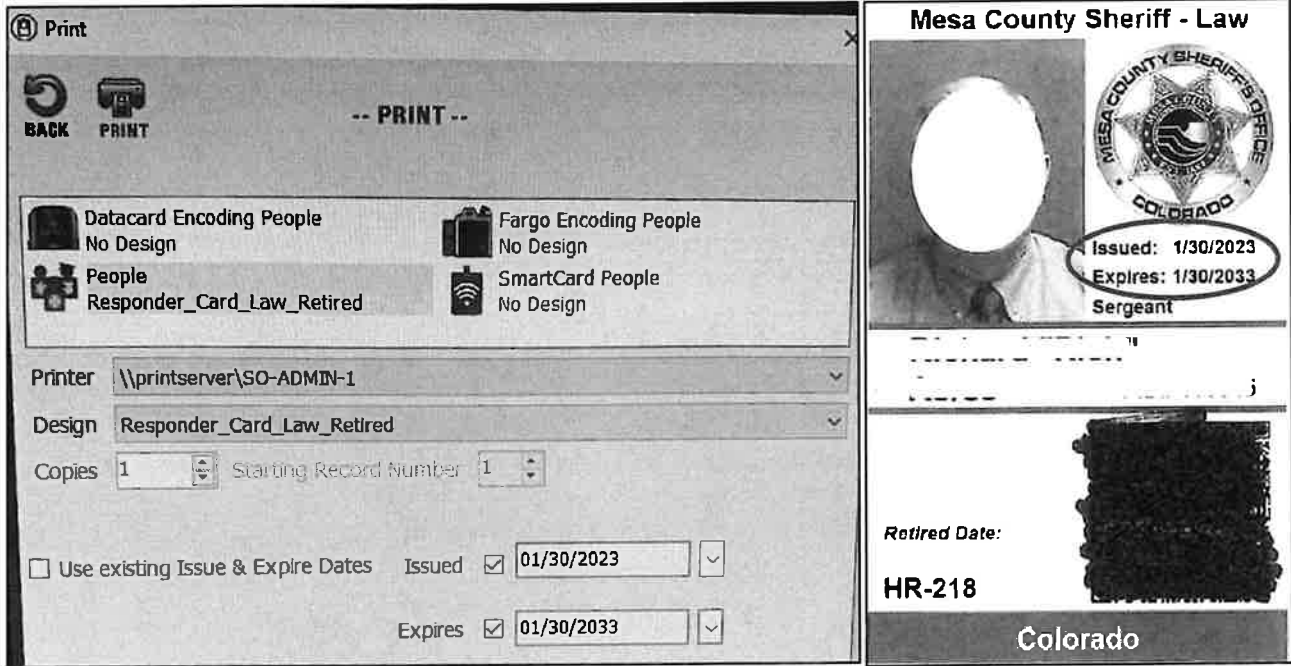 Print
BACK
PRINT
-- PRINT --
Datacard Encoding People
No Design
Fargo Encoding People
No Design
People
Responder_Card_Law_Retired
SmartCard People
No Design
Printer \\printserver\SO-ADMIN-1
Design Responder_Card_Law_Retired
Copies 1 Starting Record Number 1
Use existing Issue & Expire Dates Issued 01/30/2023
Expires 01/30/2033
Mesa County Sheriff - Law
MESA COUNTY SHERIFF'S OFFICE
COLORADO
Issued: 1/30/2023
Expires: 1/30/2033
Sergeant
Retired Date:
HR-218
Colorado